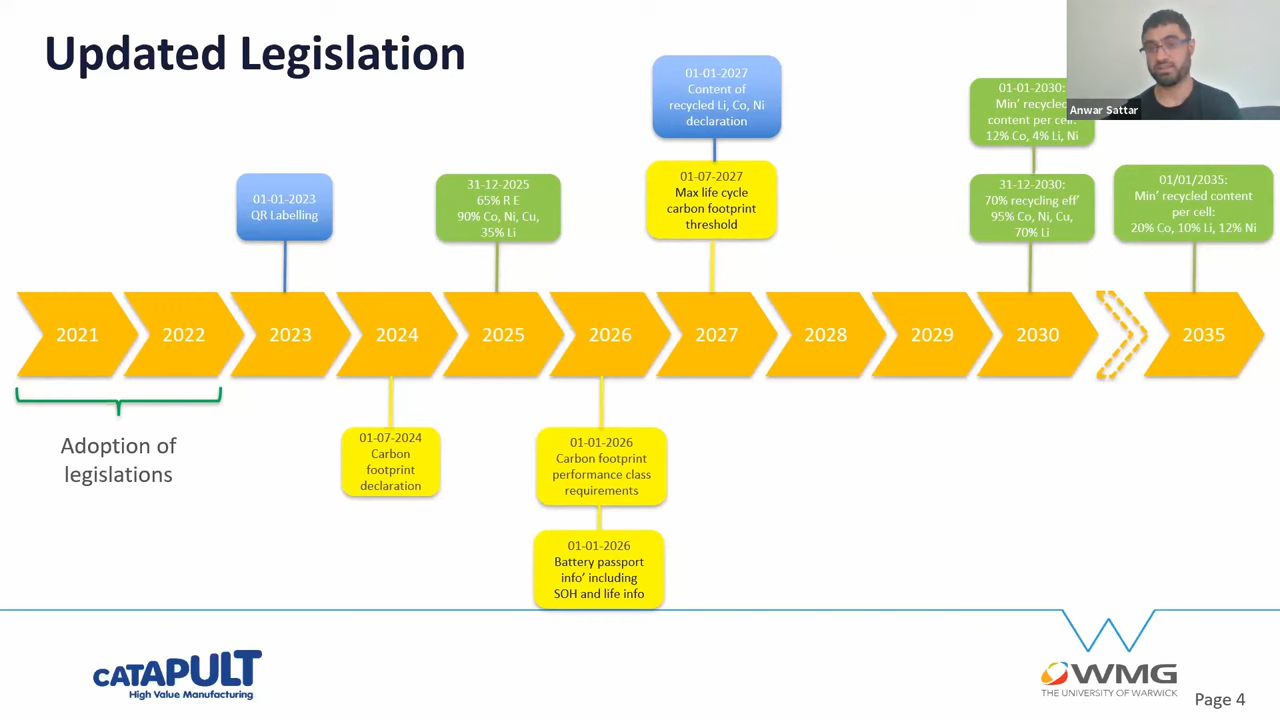 Updated Legislation
Anwar Sattar
01-01-2023
QR Labelling
31-12-2025
65% R E
90% Co, Ni, Cu,
35% Li
01-01-2027
Content of
recycled Li, Co, Ni
declaration
01-07-2027
Max life cycle
carbon footprint
threshold
01-01-2030:
Min' recycled
content per cell:
12% Co, 4% Li, Ni
31-12-2030:
70% recycling eff'
95% Co, Ni, Cu,
70% Li
01/01/2035:
Min' recycled content
per cell:
20% Co, 10% Li, 12% Ni
2021
2022
2023
2024
2025
2026
2027
2028
2029
2030
2035
Adoption of
legislations
01-07-2024
Carbon
footprint
declaration
01-01-2026
Carbon footprint
performance class
requirements
01-01-2026
Battery passport
info' including
SOH and life info
CATAPULT
High Value Manufacturing
WMG
THE UNIVERSITY OF WARWICK
Page 4